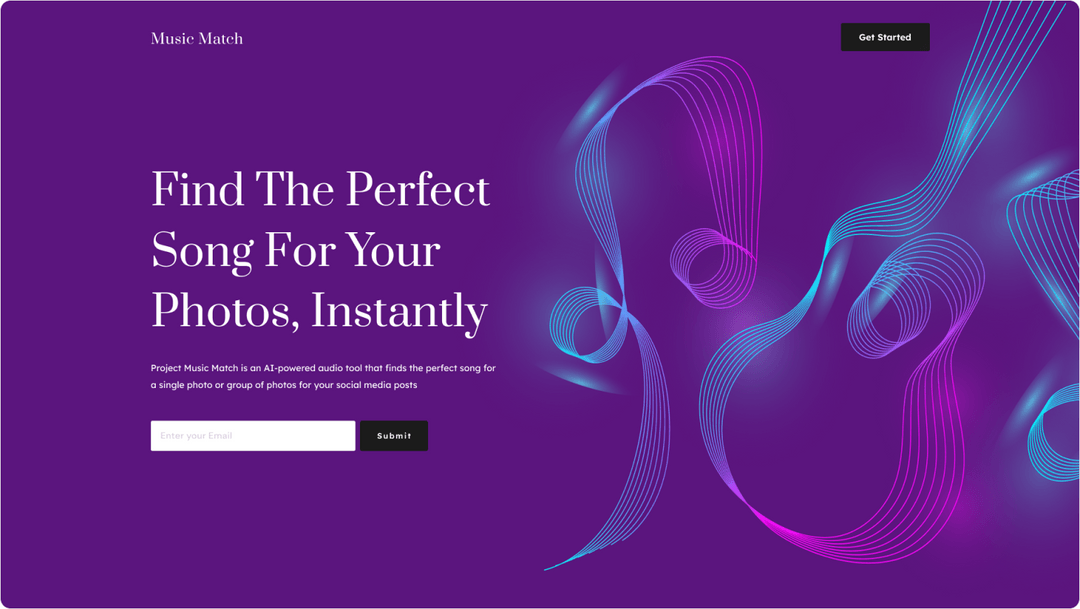 Music Match
Get Started
Find The Perfect
Song For Your
Photos, Instantly
Project Music Match is an AI-powered audio tool that finds the perfect song for
a single photo or group of photos for your social media posts
Enter your Email
Submit